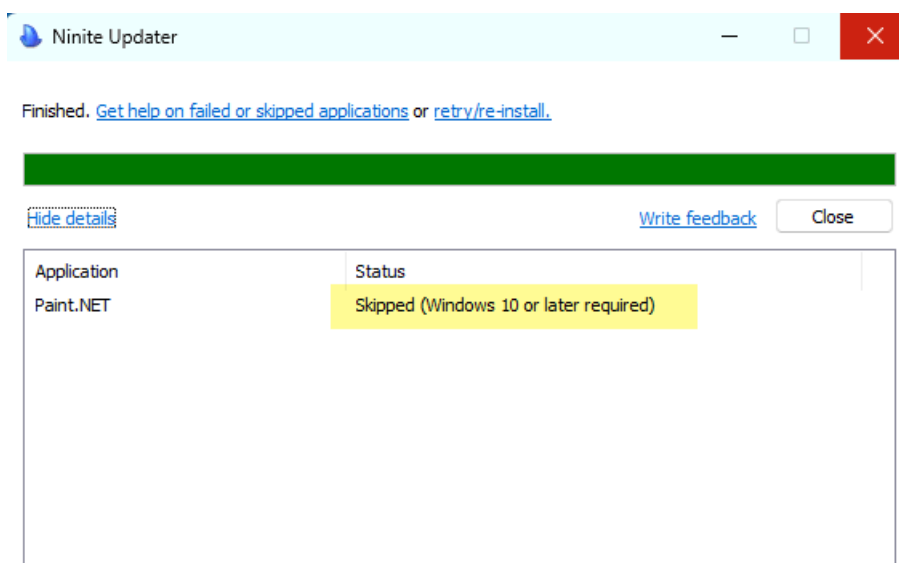 Ninite Updater
Finished. Get help on failed or skipped applications or retry/re-install.
Hide details
Write feedback
Close
Application Status
Paint.NET Skipped (Windows 10 or later required)